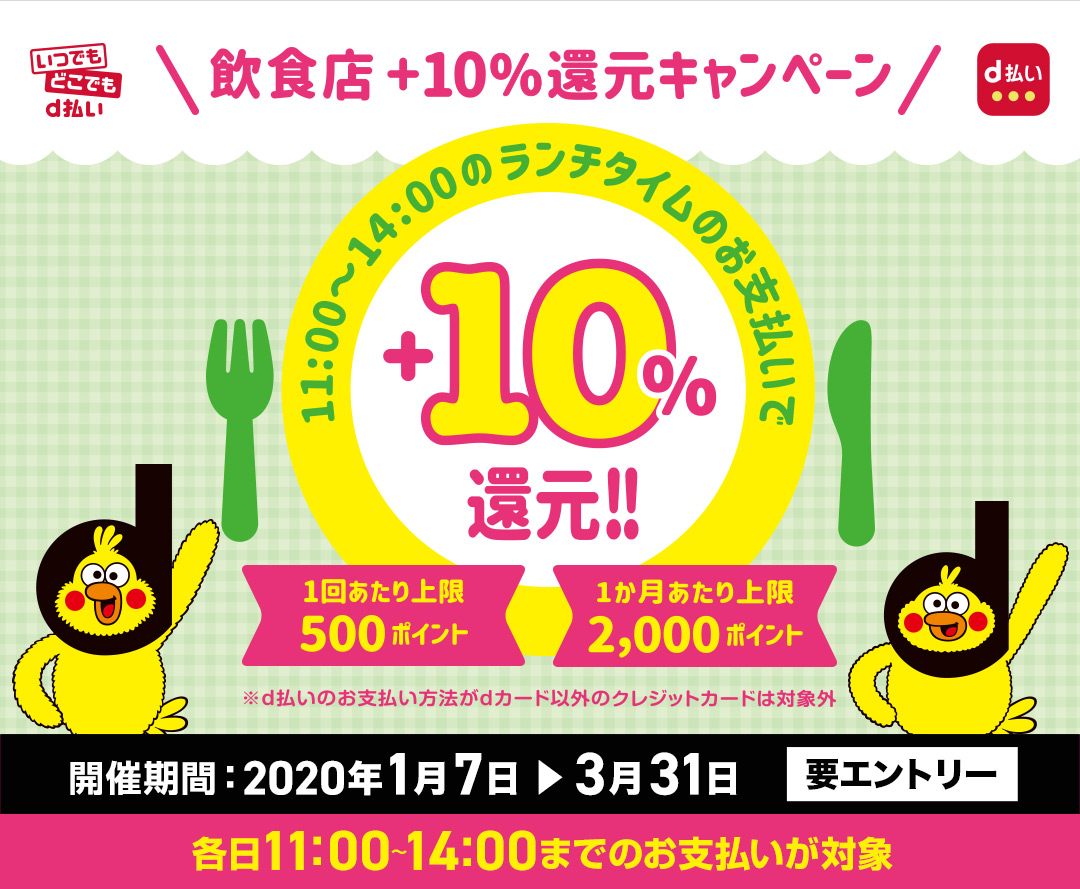 いつでも
どこでも
d払い
飲食店+10%還元キャンペーン
d払い
11:00～14:00のランチタイムのお支払いで
+10%
還元!!
1回あたり上限
500ポイント
1か月あたり上限
2,000ポイント
※d払いのお支払い方法がdカード以外のクレジットカードは対象外
開催期間：2020年1月7日▶3月31日
要エントリー
各日11:00~14:00までのお支払いが対象